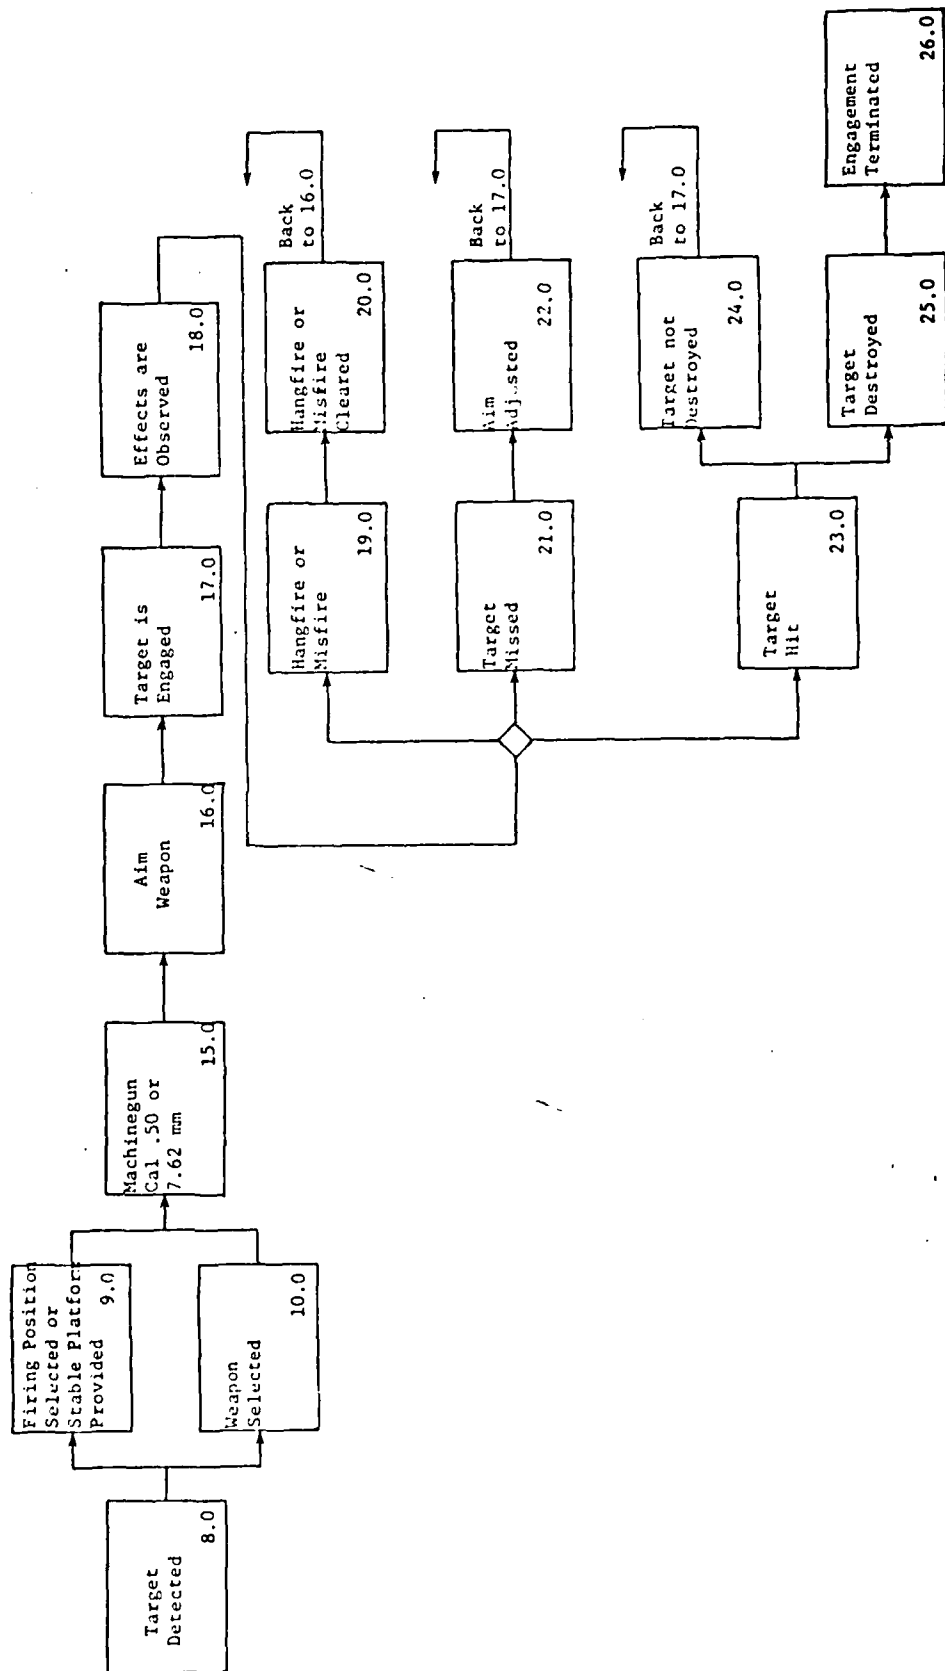 Target
Detected
8.0
Firing Position
Selected or
Stable Platform
Provided
9.0
Weapon
Selected
10.0
Machinegun
Cal .50 or
7.62 mm
15.0
Aim
Weapon
16.0
Target is
Engaged
17.0
Effects are
Observed
18.0
Hangfire or
Misfire
19.0
Hangfire or
Misfire
Cleared
20.0
Back
to 16.0
Target
Missed
21.0
Aim
Adjusted
22.0
Back
to 17.0
Target
Hit
23.0
Target not
Destroyed
24.0
Back
to 17.0
Target
Destroyed
25.0
Engagement
Terminated
26.0